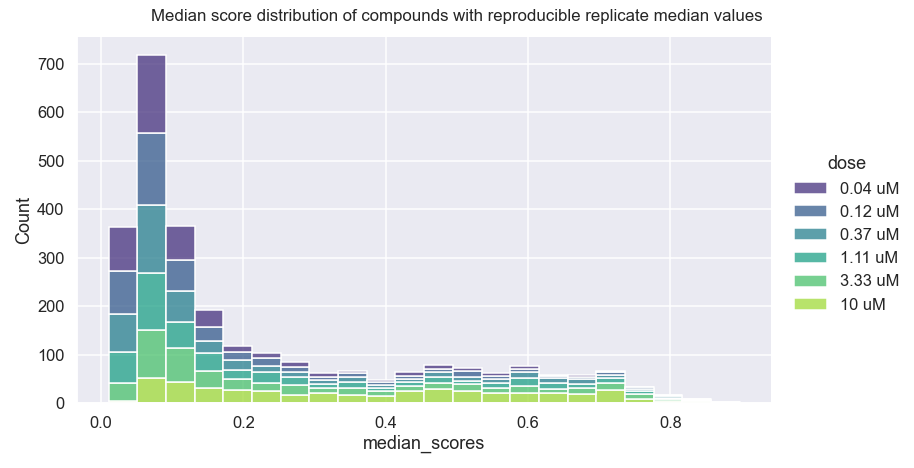 Median score distribution of compounds with reproducible replicate median values
700
600
500
400
300
200
100
0
Count
0.0
0.2
0.4
0.6
0.8
median_scores
dose
0.04 uM
0.12 uM
0.37 uM
1.11 uM
3.33 uM
10 uM